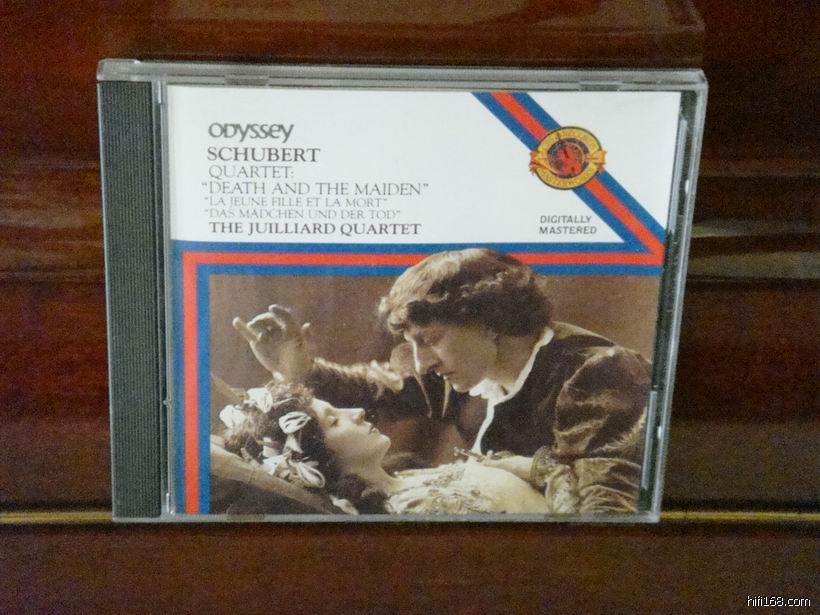 ODYSSEY
SCHUBERT
QUARTET:
"DEATH AND THE MAIDEN"
"LA JEUNE FILLE ET LA MORT"
"DAS MÄDCHEN UND DER TOD"
THE JUILLIARD QUARTET
DIGITALLY
MASTERED
hifi168.com